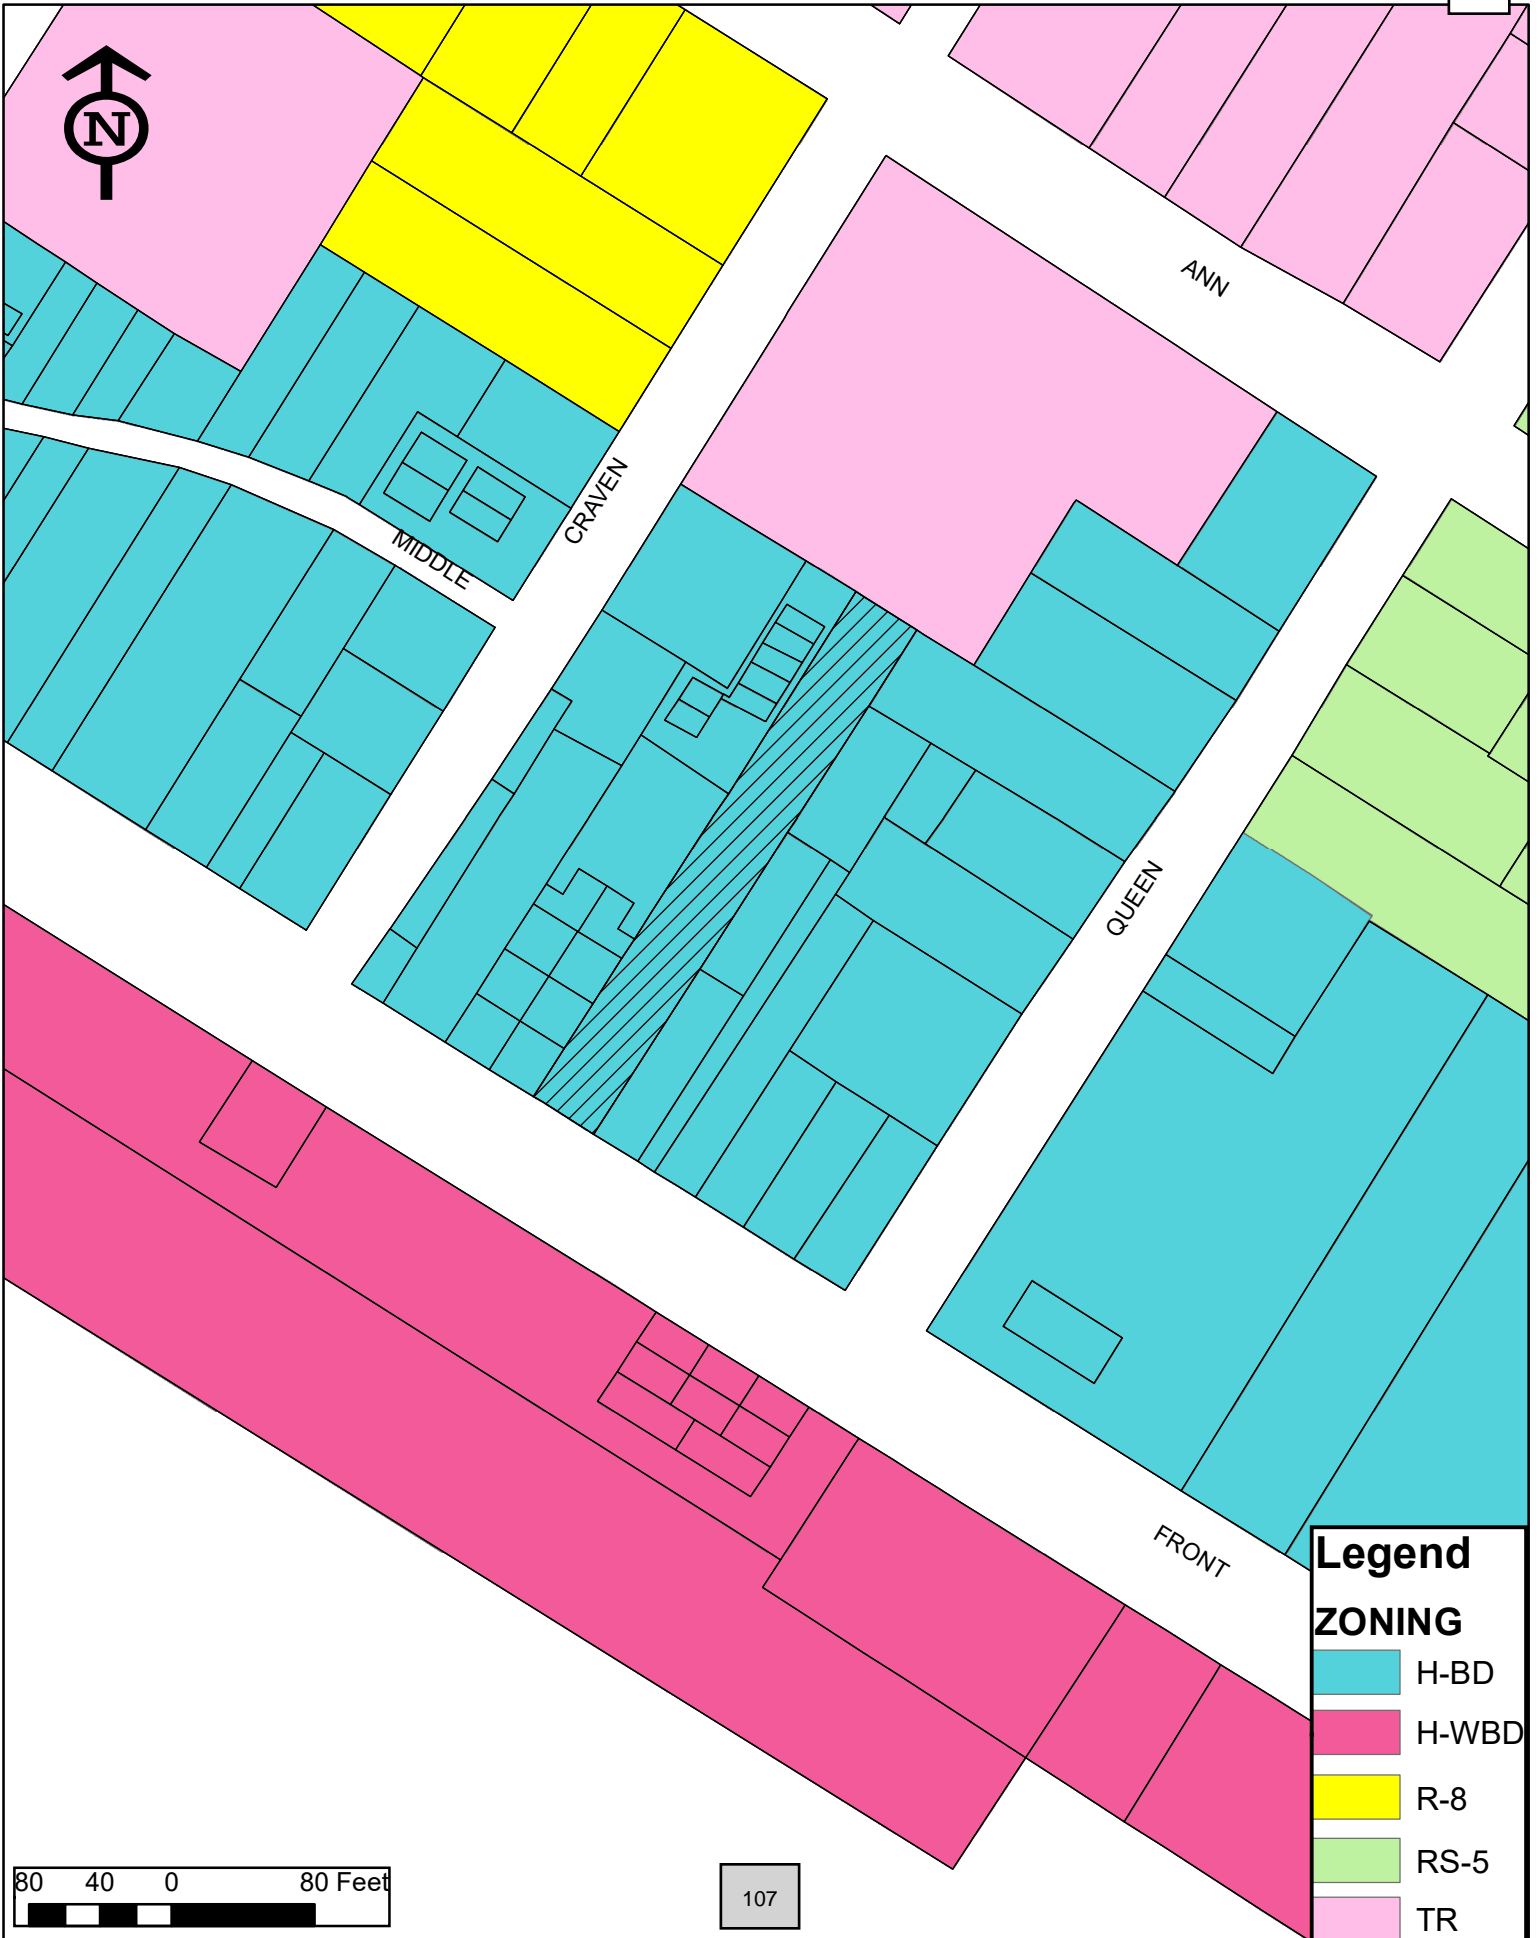 N
ANN
CRAVEN
MIDDLE
QUEEN
FRONT
Legend
ZONING
H-BD
H-WBD
R-8
RS-5
TR
80 40 0 80 Feet
107